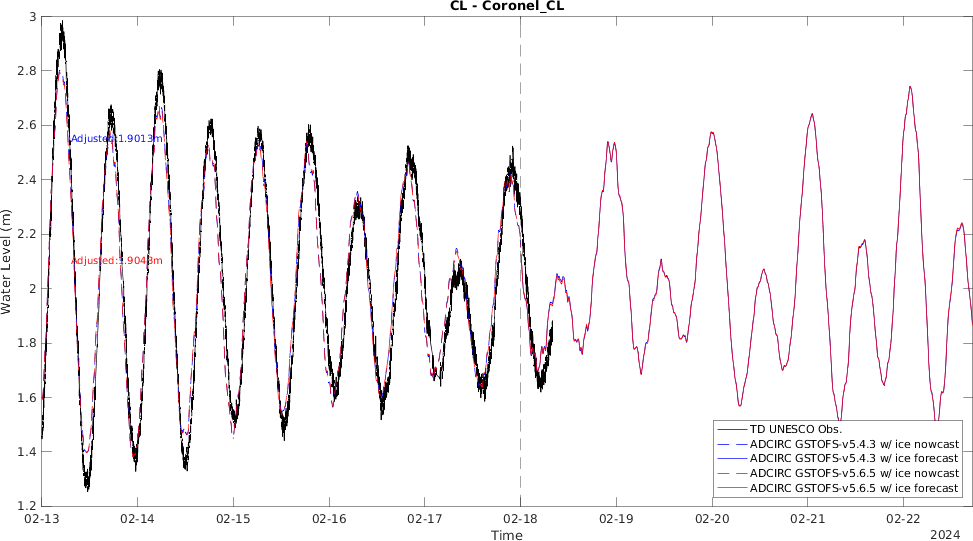 CL - Coronel_CL
3
2.8
2.6
2.4
2.2
2
1.8
1.6
1.4
1.2
Water Level (m)
Adjusted:1.9013m
Adjusted:1.9043m
TD UNESCO Obs.
ADCIRC GSTOFS-v5.4.3 w/ ice nowcast
ADCIRC GSTOFS-v5.4.3 w/ ice forecast
ADCIRC GSTOFS-v5.6.5 w/ ice nowcast
ADCIRC GSTOFS-v5.6.5 w/ ice forecast
02-13 02-14 02-15 02-16 02-17 02-18 02-19 02-20 02-21 02-22
Time
2024